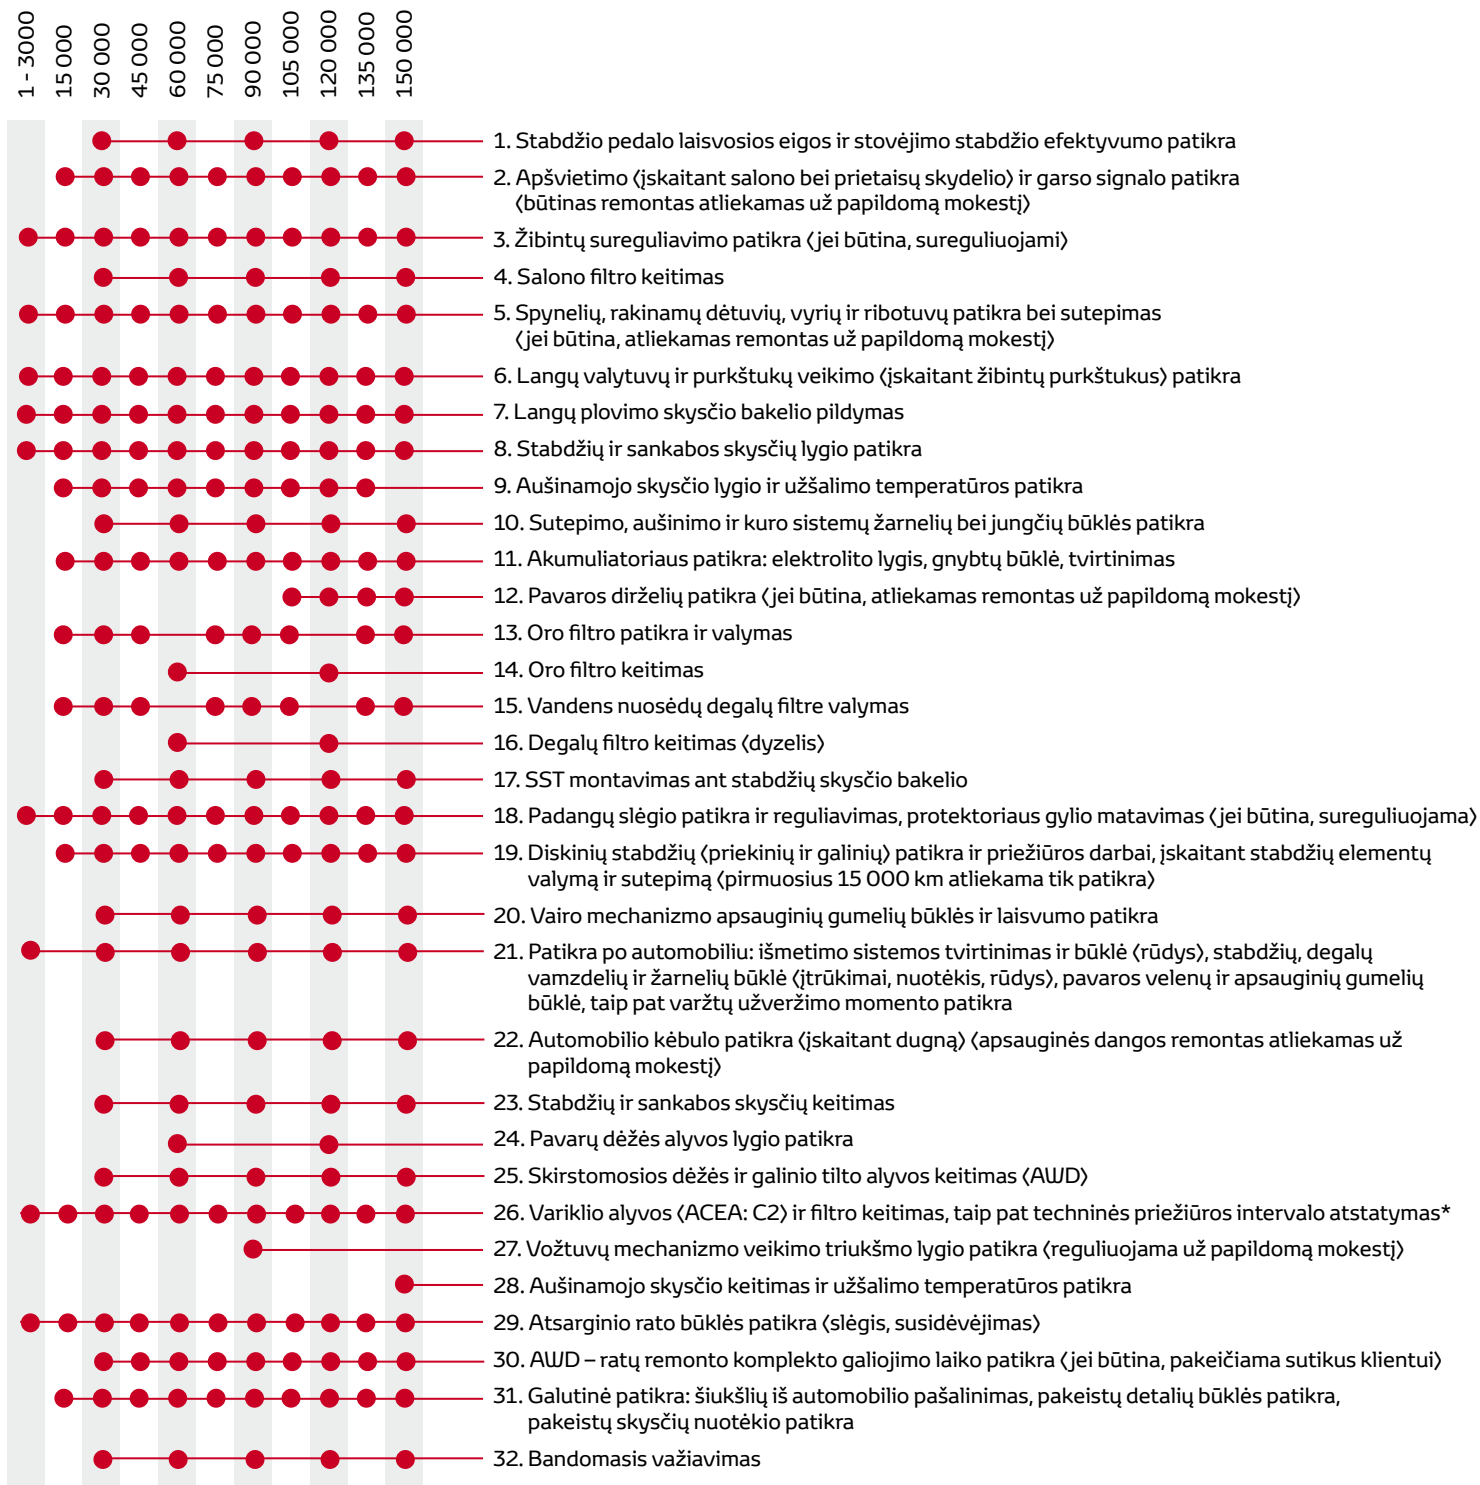 1 - 3000
15 000
30 000
45 000
60 000
75 000
90 000
105 000
120 000
135 000
150 000
1. Stabdžio pedalo laisvosios eigos ir stovėjimo stabdžio efektyvumo patikra
2. Apšvietimo (įskaitant salono bei prietaisų skydelio) ir garso signalo patikra
(būtinas remontas atliekamas už papildomą mokestį)
3. Žibintų sureguliavimo patikra (jei būtina, sureguliuojami)
4. Salono filtro keitimas
5. Spynelių, rakinamų dėtuvių, vyrių ir ribotuvų patikra bei sutepimas
(jei būtina, atliekamas remontas už papildomą mokestį)
6. Langų valytuvų ir purkštukų veikimo (įskaitant žibintų purkštukus) patikra
7. Langų plovimo skysčio bakelio pildymas
8. Stabdžių ir sankabos skysčių lygio patikra
9. Aušinamojo skysčio lygio ir užšalimo temperatūros patikra
10. Sutepimo, aušinimo ir kuro sistemų žarnelių bei jungčių būklės patikra
11. Akumuliatoriaus patikra: elektrolito lygis, gnybtų būklė, tvirtinimas
12. Pavaros dirželių patikra (jei būtina, atliekamas remontas už papildomą mokestį)
13. Oro filtro patikra ir valymas
14. Oro filtro keitimas
15. Vandens nuosėdų degalų filtre valymas
16. Degalų filtro keitimas (dyzelis)
17. SST montavimas ant stabdžių skysčio bakelio
18. Padangų slėgio patikra ir reguliavimas, protektoriaus gylio matavimas (jei būtina, sureguliuojama)
19. Diskinių stabdžių (priekinių ir galinių) patikra ir priežiūros darbai, įskaitant stabdžių elementų
valymą ir sutepimą (pirmuosius 15 000 km atliekama tik patikra)
20. Vairo mechanizmo apsauginių gumelių būklės ir laisvumo patikra
21. Patikra po automobiliu: išmetimo sistemos tvirtinimas ir būklė (rūdys), stabdžių, degalų
vamzdelių ir žarnelių būklė (įtrūkimai, nuotėkis, rūdys), pavaros velenų ir apsauginių gumelių
būklė, taip pat varžtų užveržimo momento patikra
22. Automobilio kėbulo patikra (įskaitant dugną) (apsauginės dangos remontas atliekamas už
papildomą mokestį)
23. Stabdžių ir sankabos skysčių keitimas
24. Pavarų dėžės alyvos lygio patikra
25. Skirstomosios dėžės ir galinio tilto alyvos keitimas (AWD)
26. Variklio alyvos (ACEA: C2) ir filtro keitimas, taip pat techninės priežiūros intervalo atstatymas*
27. Vožtuvų mechanizmo veikimo triukšmo lygio patikra (reguliuojama už papildomą mokestį)
28. Aušinamojo skysčio keitimas ir užšalimo temperatūros patikra
29. Atsarginio rato būklės patikra (slėgis, susidėvėjimas)
30. AWD – ratų remonto komplekto galiojimo laiko patikra (jei būtina, pakeičiama sutikus klientui)
31. Galutinė patikra: šiukšlių iš automobilio pašalinimas, pakeistų detalių būklės patikra,
pakeistų skysčių nuotėkio patikra
32. Bandomasis važiavimas